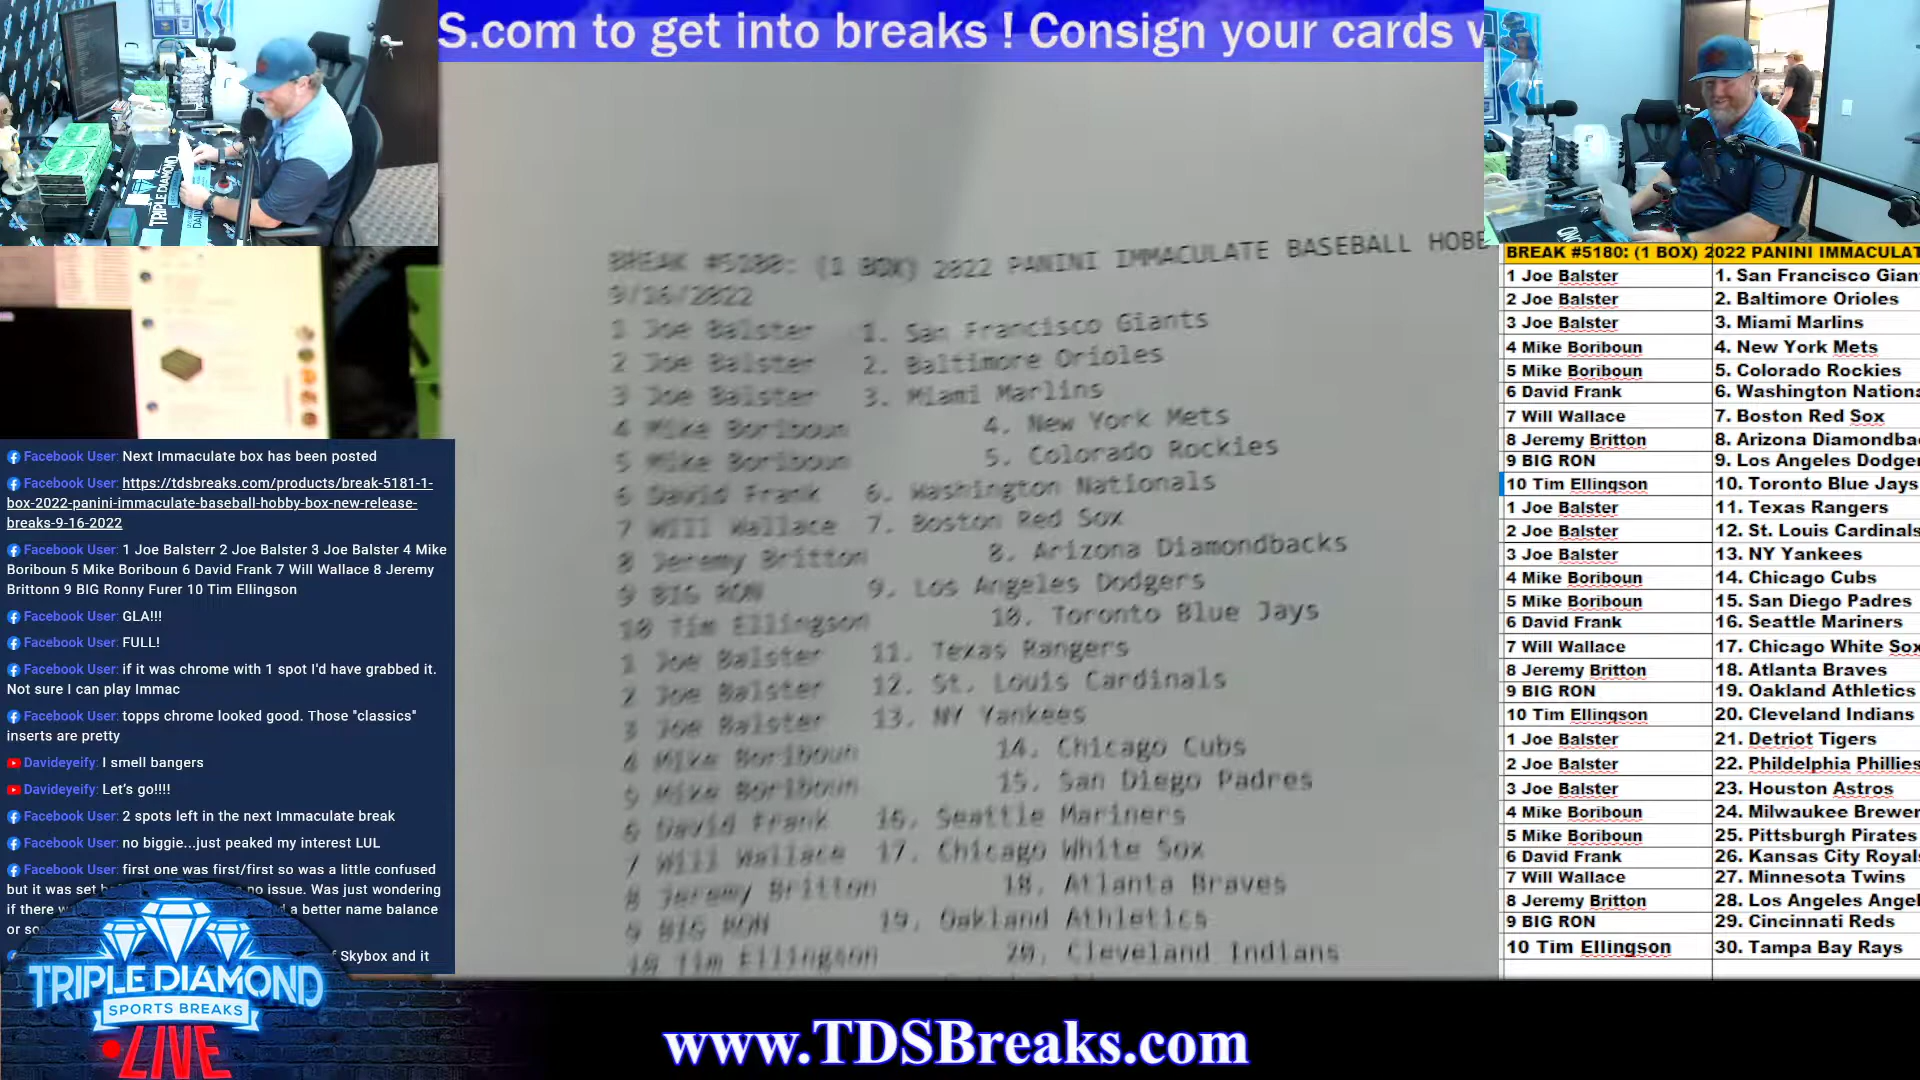 S.com to get into breaks ! Consign your cards
BREAK #5180: (1 BOX) 2022 PANINI IMMACULATE BASEBALL
9/16/2022
1 Joe Balster 1. San Francisco Giants
2 Joe Balster 2. Baltimore Orioles
3 Joe Balster 3. Miami Marlins
4 Mike Boriboun 4. New York Mets
5 Mike Boriboun 5. Colorado Rockies
6 David Frank 6. Washington Nationals
7 Will Wallace 7. Boston Red Sox
8 Jeremy Britton 8. Arizona Diamondbacks
9 BIG RON 9. Los Angeles Dodgers
10 Tim Ellingson 10. Toronto Blue Jays
1 Joe Balster 11. Texas Rangers
2 Joe Balster 12. St. Louis Cardinals
3 Joe Balster 13. NY Yankees
4 Mike Boriboun 14. Chicago Cubs
5 Mike Boriboun 15. San Diego Padres
6 David Frank 16. Seattle Mariners
7 Will Wallace 17. Chicago White Sox
8 Jeremy Britton 18. Atlanta Braves
9 BIG RON 19. Oakland Athletics
10 Tim Ellingson 20. Cleveland Indians
BREAK #5180: (1 BOX) 2022 PANINI IMMACULAT
1 Joe Balster 1. San Francisco Gian
2 Joe Balster 2. Baltimore Orioles
3 Joe Balster 3. Miami Marlins
4 Mike Boriboun 4. New York Mets
5 Mike Boriboun 5. Colorado Rockies
6 David Frank 6. Washington Nationa
7 Will Wallace 7. Boston Red Sox
8 Jeremy Britton 8. Arizona Diamondba
9 BIG RON 9. Los Angeles Dodger
10 Tim Ellingson 10. Toronto Blue Jays
1 Joe Balster 11. Texas Rangers
2 Joe Balster 12. St. Louis Cardinals
3 Joe Balster 13. NY Yankees
4 Mike Boriboun 14. Chicago Cubs
5 Mike Boriboun 15. San Diego Padres
6 David Frank 16. Seattle Mariners
7 Will Wallace 17. Chicago White Sox
8 Jeremy Britton 18. Atlanta Braves
9 BIG RON 19. Oakland Athletics
10 Tim Ellingson 20. Cleveland Indians
1 Joe Balster 21. Detriot Tigers
2 Joe Balster 22. Phildelphia Phillies
3 Joe Balster 23. Houston Astros
4 Mike Boriboun 24. Milwaukee Brewer
5 Mike Boriboun 25. Pittsburgh Pirates
6 David Frank 26. Kansas City Royal
7 Will Wallace 27. Minnesota Twins
8 Jeremy Britton 28. Los Angeles Ange
9 BIG RON 29. Cincinnati Reds
10 Tim Ellingson 30. Tampa Bay Rays
Facebook User: Next Immaculate box has been posted
Facebook User: https://tdsbreaks.com/products/break-5181-1-
box-2022-panini-immaculate-baseball-hobby-box-new-release-
breaks-9-16-2022
Facebook User: 1 Joe Balsterr 2 Joe Balster 3 Joe Balster 4 Mike
Boriboun 5 Mike Boriboun 6 David Frank 7 Will Wallace 8 Jeremy
Brittonn 9 BIG Ronny Furer 10 Tim Ellingson
Facebook User: GLA!!!
Facebook User: FULL!
Facebook User: if it was chrome with 1 spot I'd have grabbed it.
Not sure I can play Immac
Facebook User: topps chrome looked good. Those "classics"
inserts are pretty
Davideyeify: I smell bangers
Davideyeify: Let's go!!!!
Facebook User: 2 spots left in the next Immaculate break
Facebook User: no biggie...just peaked my interest LUL
Facebook User: first one was first/first so was a little confused
but it was set no issue. Was just wondering
if there a better name balance
or so
Skybox and it
TRIPLE DIAMOND
SPORTS BREAKS
LIVE
www.TDSBreaks.com